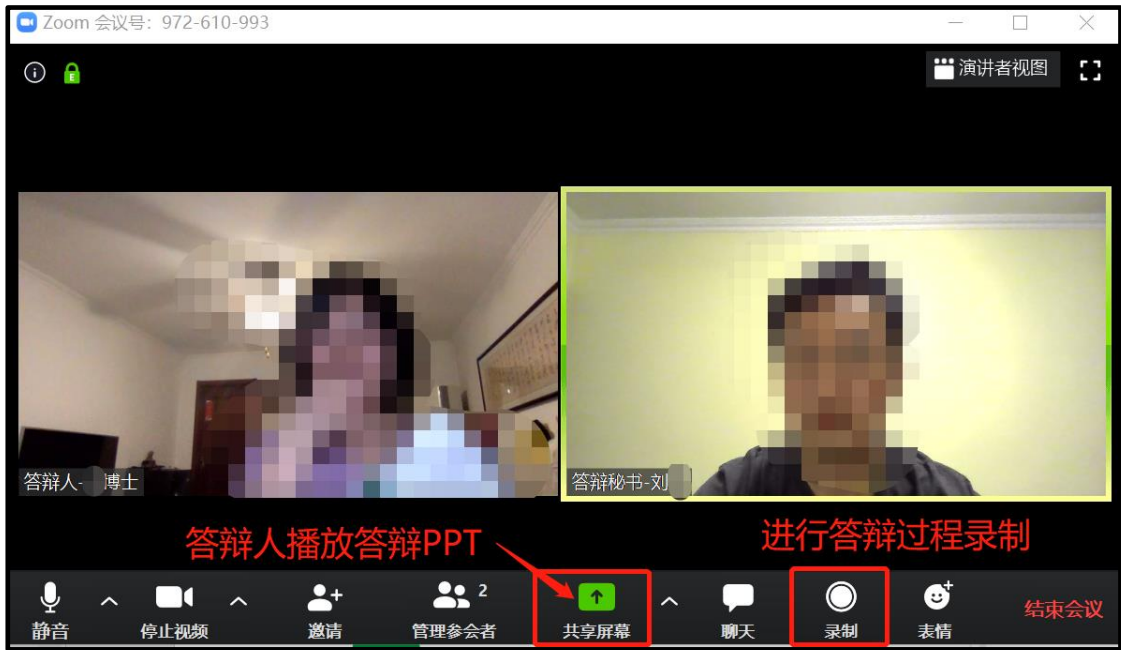 Zoom 会议号：972-610-993
演讲者视图
答辩人- 博士
答辩秘书-刘
答辩人播放答辩PPT
进行答辩过程录制
2
静音
停止视频
邀请
管理参会者
共享屏幕
聊天
录制
表情
结束会议